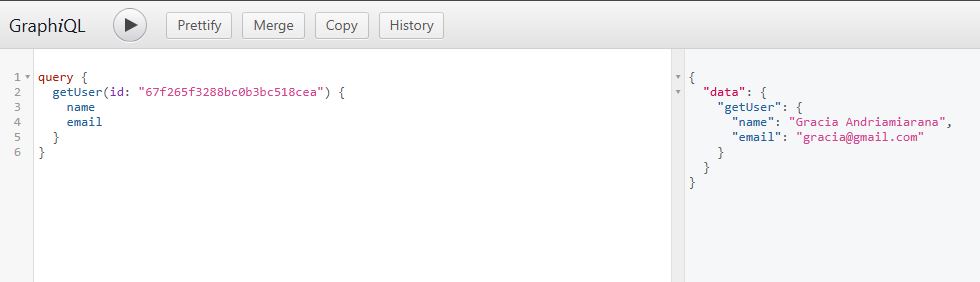 GraphiQL Prettify Merge Copy History
1 query {
2 getUser(id: "67f265f3288bc0b3bc518cea") {
3 name
4 email
5 }
6 }
{
"data": {
"getUser": {
"name": "Gracia Andriamiarana",
"email": "gracia@gmail.com"
}
}
}